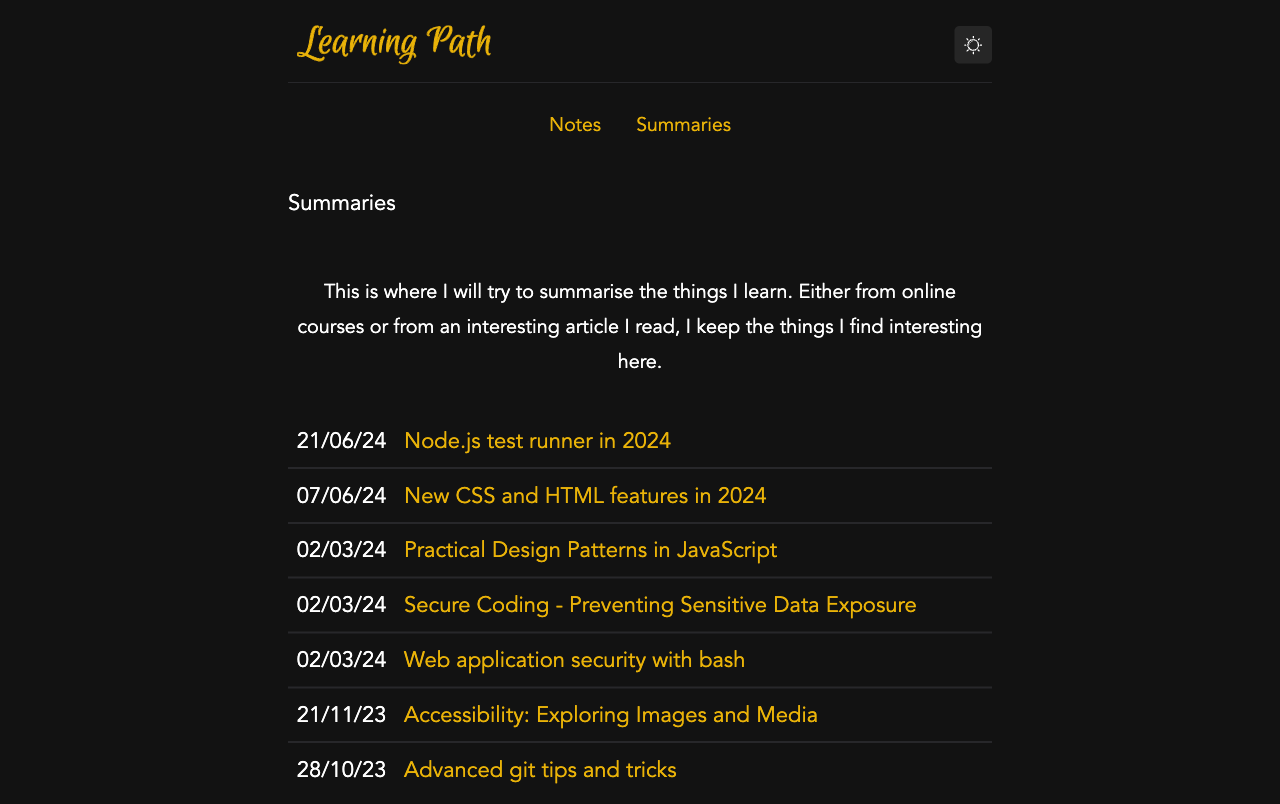 Learning Path
Notes Summaries
Summaries
This is where I will try to summarise the things I learn. Either from online
courses or from an interesting article I read, I keep the things I find interesting
here.
21/06/24 Node.js test runner in 2024
07/06/24 New CSS and HTML features in 2024
02/03/24 Practical Design Patterns in JavaScript
02/03/24 Secure Coding - Preventing Sensitive Data Exposure
02/03/24 Web application security with bash
21/11/23 Accessibility: Exploring Images and Media
28/10/23 Advanced git tips and tricks